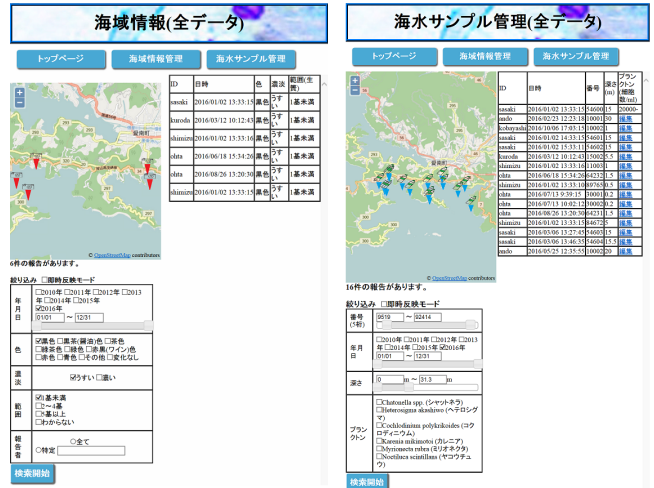 海域情報(全データ)
トップページ 海域情報管理 海水サンプル管理
ID 日時 色 濃淡 範囲(生簀)
sasaki 2016/01/02 13:33:15 黒色 うすい 1基未満
kuroda 2016/03/12 10:12:43 黒色 うすい 1基未満
shimizu 2016/01/02 13:33:16 黒色 うすい 1基未満
ohta 2016/06/18 15:34:26 黒色 うすい 1基未満
ohta 2016/08/26 13:20:30 黒色 うすい 1基未満
shimizu 2016/01/02 13:33:15 黒色 うすい 1基未満
愛南町
© OpenStreetMap contributors
6件の報告があります。
絞り込み □即時反映モード
年月日
□2010年 □2011年 □2012年 □2013年 □2014年 □2015年
☑2016年
01/01 ～ 12/31
色
☑黒色 □黒茶(醤油)色 □茶色
□緑茶色 □緑色 □赤黒(ワイン)色
□赤色 □青色 □その他 □変化なし
濃淡
☑うすい □濃い
範囲
☑1基未満
□2～4基
□5基以上
□わからない
報告者
○全て
○特定
検索開始
海水サンプル管理(全データ)
トップページ 海域情報管理 海水サンプル管理
ID 日時 番号 深さ(m) プランクトン(細胞数/ml)
sasaki 2016/01/02 13:33:15 54600 15 20000-
ando 2016/02/23 12:23:18 10001 30 編集
kobayashi 2016/10/06 17:03:15 10002 1 編集
sasaki 2016/01/02 14:33:15 54601 15 編集
sasaki 2016/01/02 15:33:11 54602 15 編集
kuroda 2016/03/12 10:12:43 15002 5.5 編集
shimizu 2016/01/02 13:33:16 11003 1 編集
ohta 2016/06/18 15:34:26 64232 1.5 編集
shimizu 2016/01/02 13:33:10 89765 0.5 編集
ohta 2016/07/13 9:39:15 30001 0.2 編集
ohta 2016/07/13 10:02:12 30002 0.2 編集
ohta 2016/08/26 13:20:30 64231 1.5 編集
shimizu 2016/01/02 13:33:15 84672 5 編集
sasaki 2016/03/06 13:27:45 54603 15 編集
sasaki 2016/03/06 13:46:35 54604 15.5 編集
ando 2016/05/25 12:35:55 10002 20 編集
愛南町
© OpenStreetMap contributors
16件の報告があります。
絞り込み □即時反映モード
番号(5桁)
9519 ～ 92414
年月日
□2010年 □2011年 □2012年 □2013年 □2014年 □2015年 ☑2016年
01/01 ～ 12/31
深さ
0 m ～ 31.3 m
プランクトン
□Chatonella spp. (シャットネラ)
□Heterosigma akashiwo (ヘテロシグマ)
□Cochlodinium polykrikoides (コクロディニウム)
□Karenia mikimotoi (カレニア)
□Myrionecta rubra (ミリオネクタ)
□Noctiluca scintillans (ヤコウチュウ)
検索開始